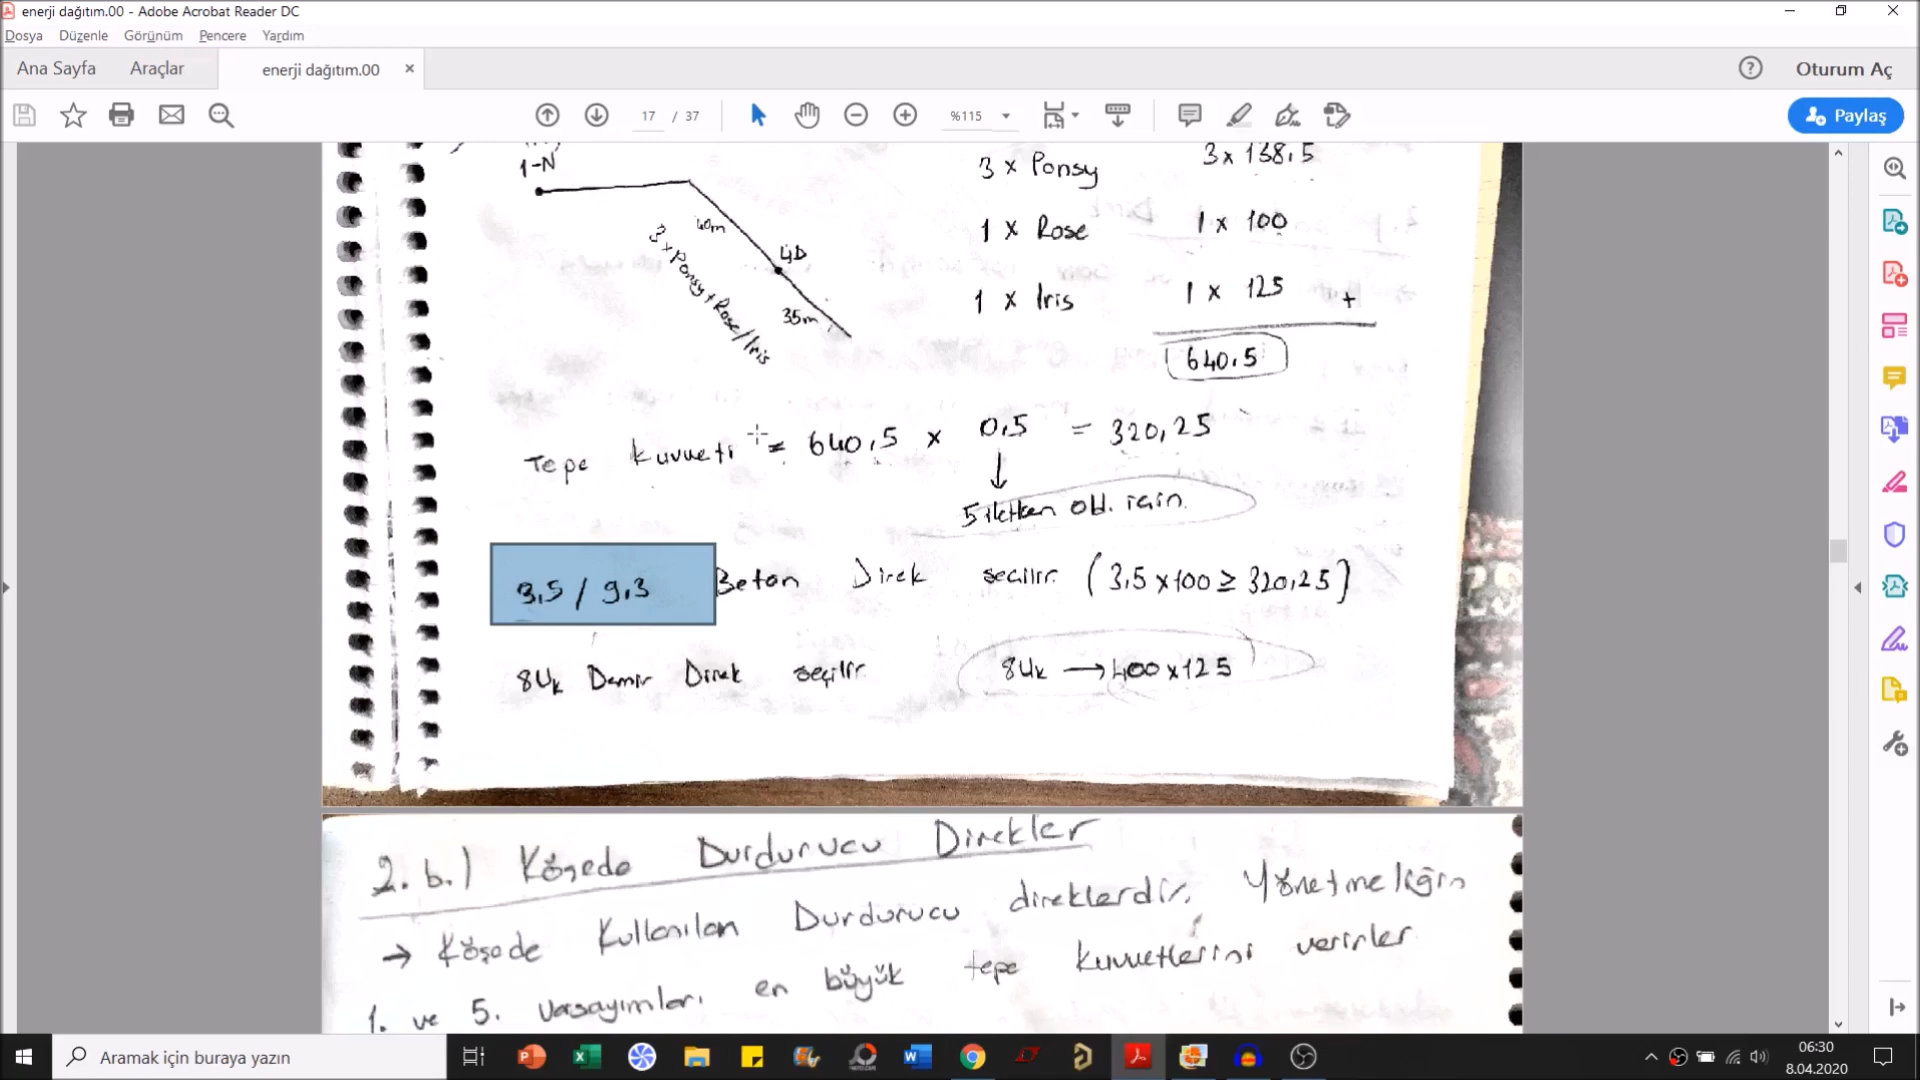 enerji dağıtım.00 - Adobe Acrobat Reader DC
Dosya Düzenle Görünüm Pencere Yardım
Ana Sayfa Araçlar enerji dağıtım.00 × Oturum Aç
17 / 37 %115 Paylaş
1-N
40m
4D
35m
3 x Ponsy + Rose / Iris
3 x Ponsy 3 x 138,5
1 x Rose 1 x 100
1 x Iris 1 x 125 +
640.5
Tepe kuvveti = 640,5 x 0,5 = 320,25
5 iletken old. için.
3,5 / 9.3 Beton Direk seçilir. (3,5 x 100 ≥ 320,25)
8Uk Demir Direk seçilir. 8Uk → 400 x 125
2.b.) Köşede Durdurucu Direkler
→ Köşede Kullanılan Durdurucu direklerdir. Yönetmeliğin
1. ve 5. varsayımları en büyük tepe kuvvetlerini verirler
Aramak için buraya yazın
06:30
8.04.2020